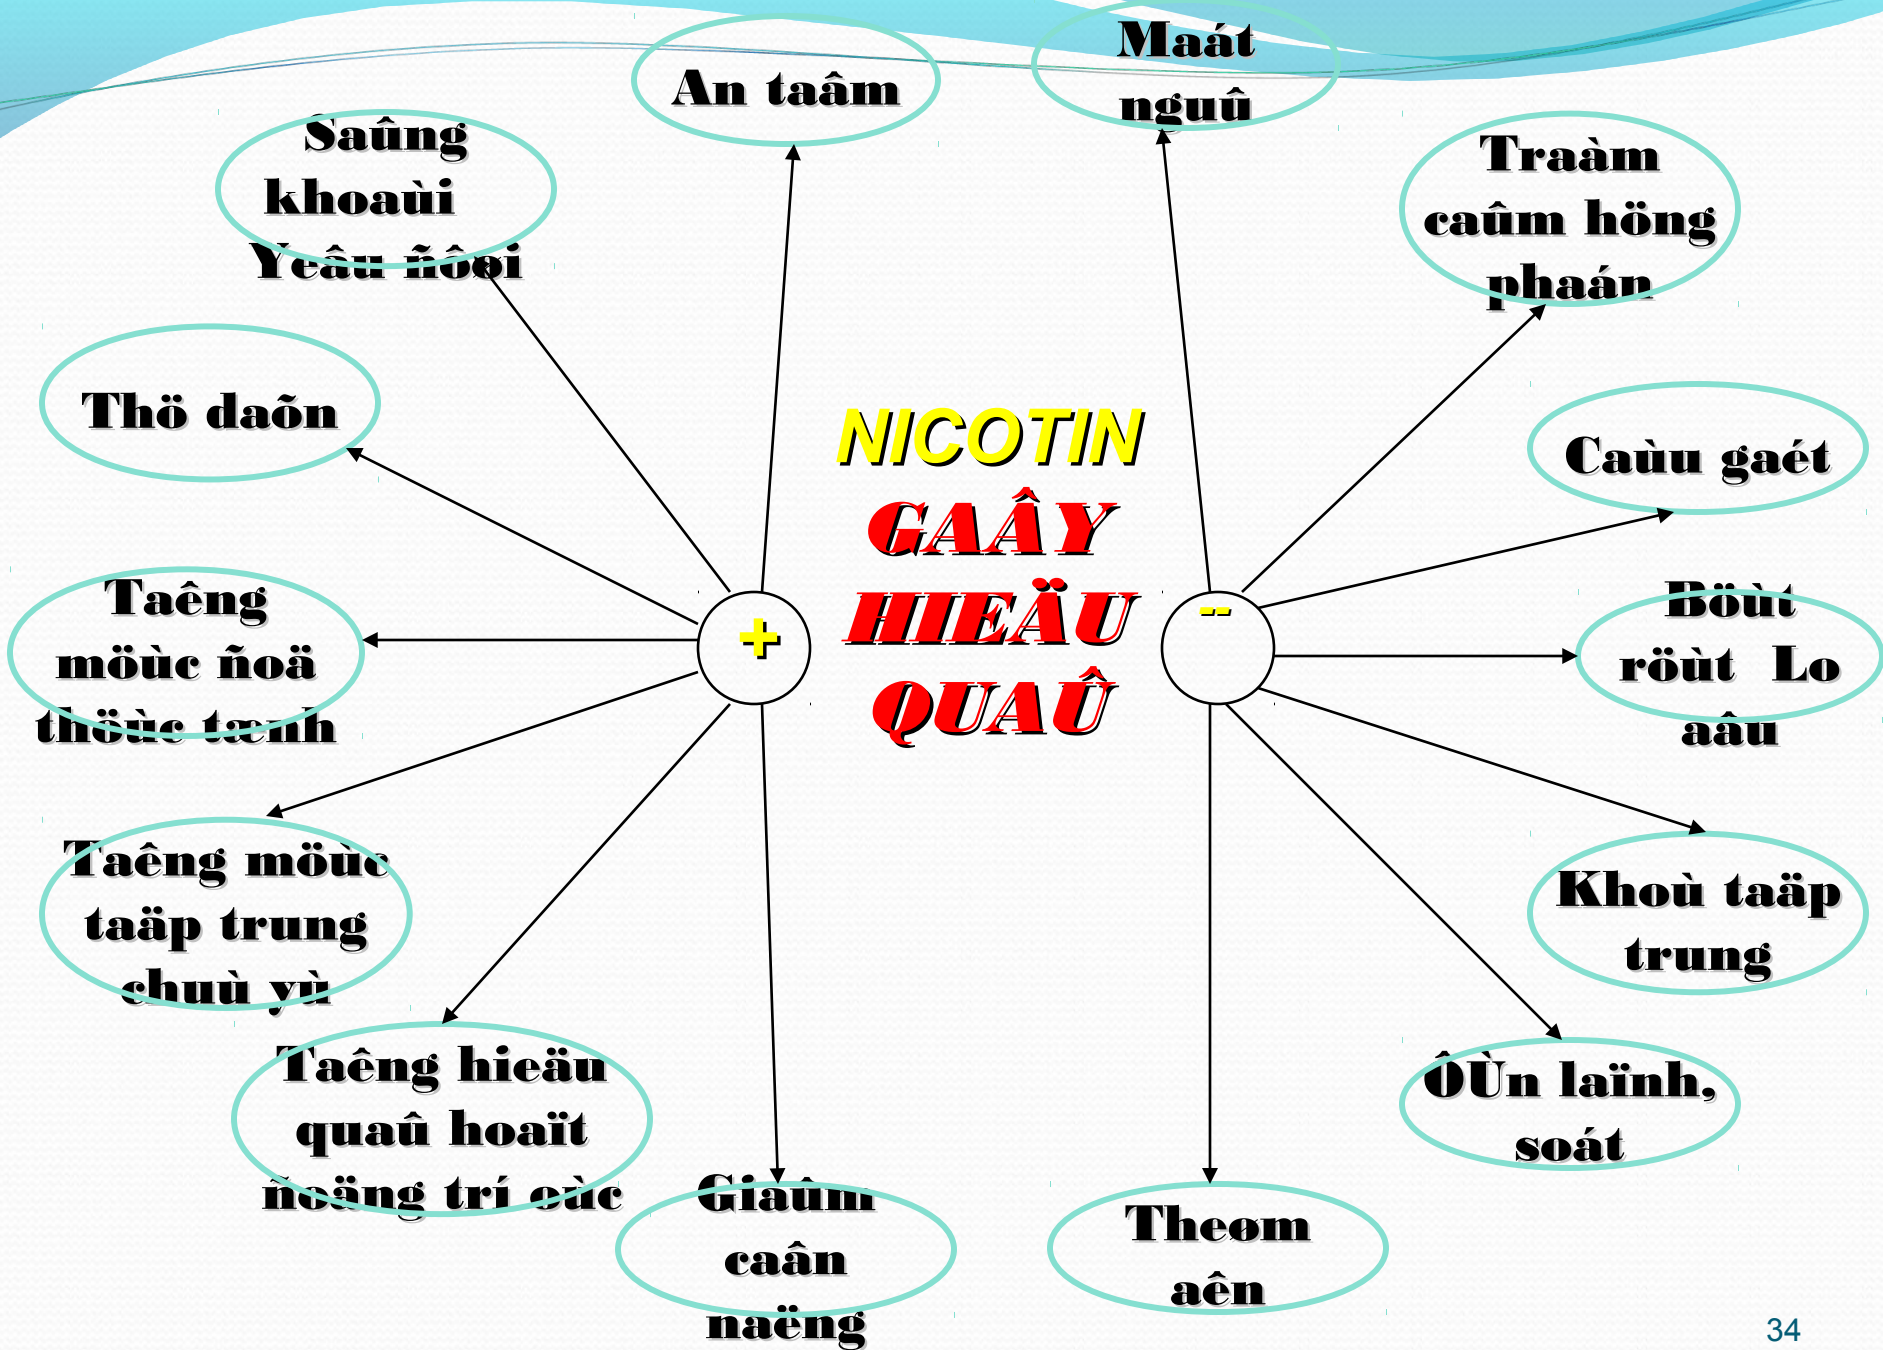 An taâm
Maát
nguû
Saûng
khoaùi
Yeâu ñôøi
Traàm
caûm höng
phaán
Thö daõn
NICOTIN
GAÂY
HIEÄU
QUAÛ
Caùu gaét
+
--
Taêng
möùc ñoä
thöùc tænh
Böùt
röùt  Lo
aâu
Taêng möùc
taäp trung
chuù yù
Khoù taäp
trung
Taêng hieäu
quaû hoaït
ñoäng trí oùc
ÔÙn laïnh,
soát
Giaûm
caân
naëng
Theøm
aên
34